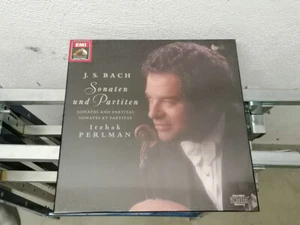 EMI
J. S. BACH
Sonaten
und Partiten
SONATAS AND PARTITAS
SONATES ET PARTITAS
Itzhak
PERLMAN